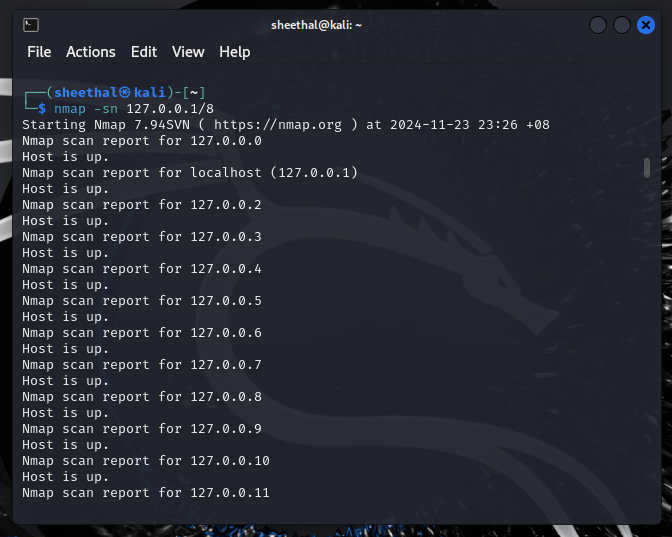 sheethal@kali: ~
File Actions Edit View Help
┌──(sheethal㉿kali)-[~]
└─$ nmap -sn 127.0.0.1/8
Starting Nmap 7.94SVN ( https://nmap.org ) at 2024-11-23 23:26 +08
Nmap scan report for 127.0.0.0
Host is up.
Nmap scan report for localhost (127.0.0.1)
Host is up.
Nmap scan report for 127.0.0.2
Host is up.
Nmap scan report for 127.0.0.3
Host is up.
Nmap scan report for 127.0.0.4
Host is up.
Nmap scan report for 127.0.0.5
Host is up.
Nmap scan report for 127.0.0.6
Host is up.
Nmap scan report for 127.0.0.7
Host is up.
Nmap scan report for 127.0.0.8
Host is up.
Nmap scan report for 127.0.0.9
Host is up.
Nmap scan report for 127.0.0.10
Host is up.
Nmap scan report for 127.0.0.11